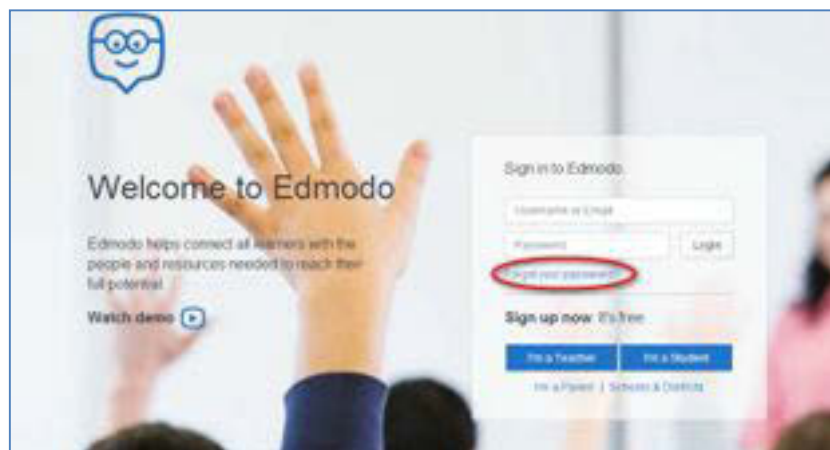 Welcome to Edmodo
Edmodo helps connect all learners with the
people and resources needed to reach their
full potential.
Watch demo
Sign in to Edmodo.
Username or Email
Password
Login
Forgot your password?
Sign up now It's free
I'm a Teacher
I'm a Student
I'm a Parent | Schools & Districts